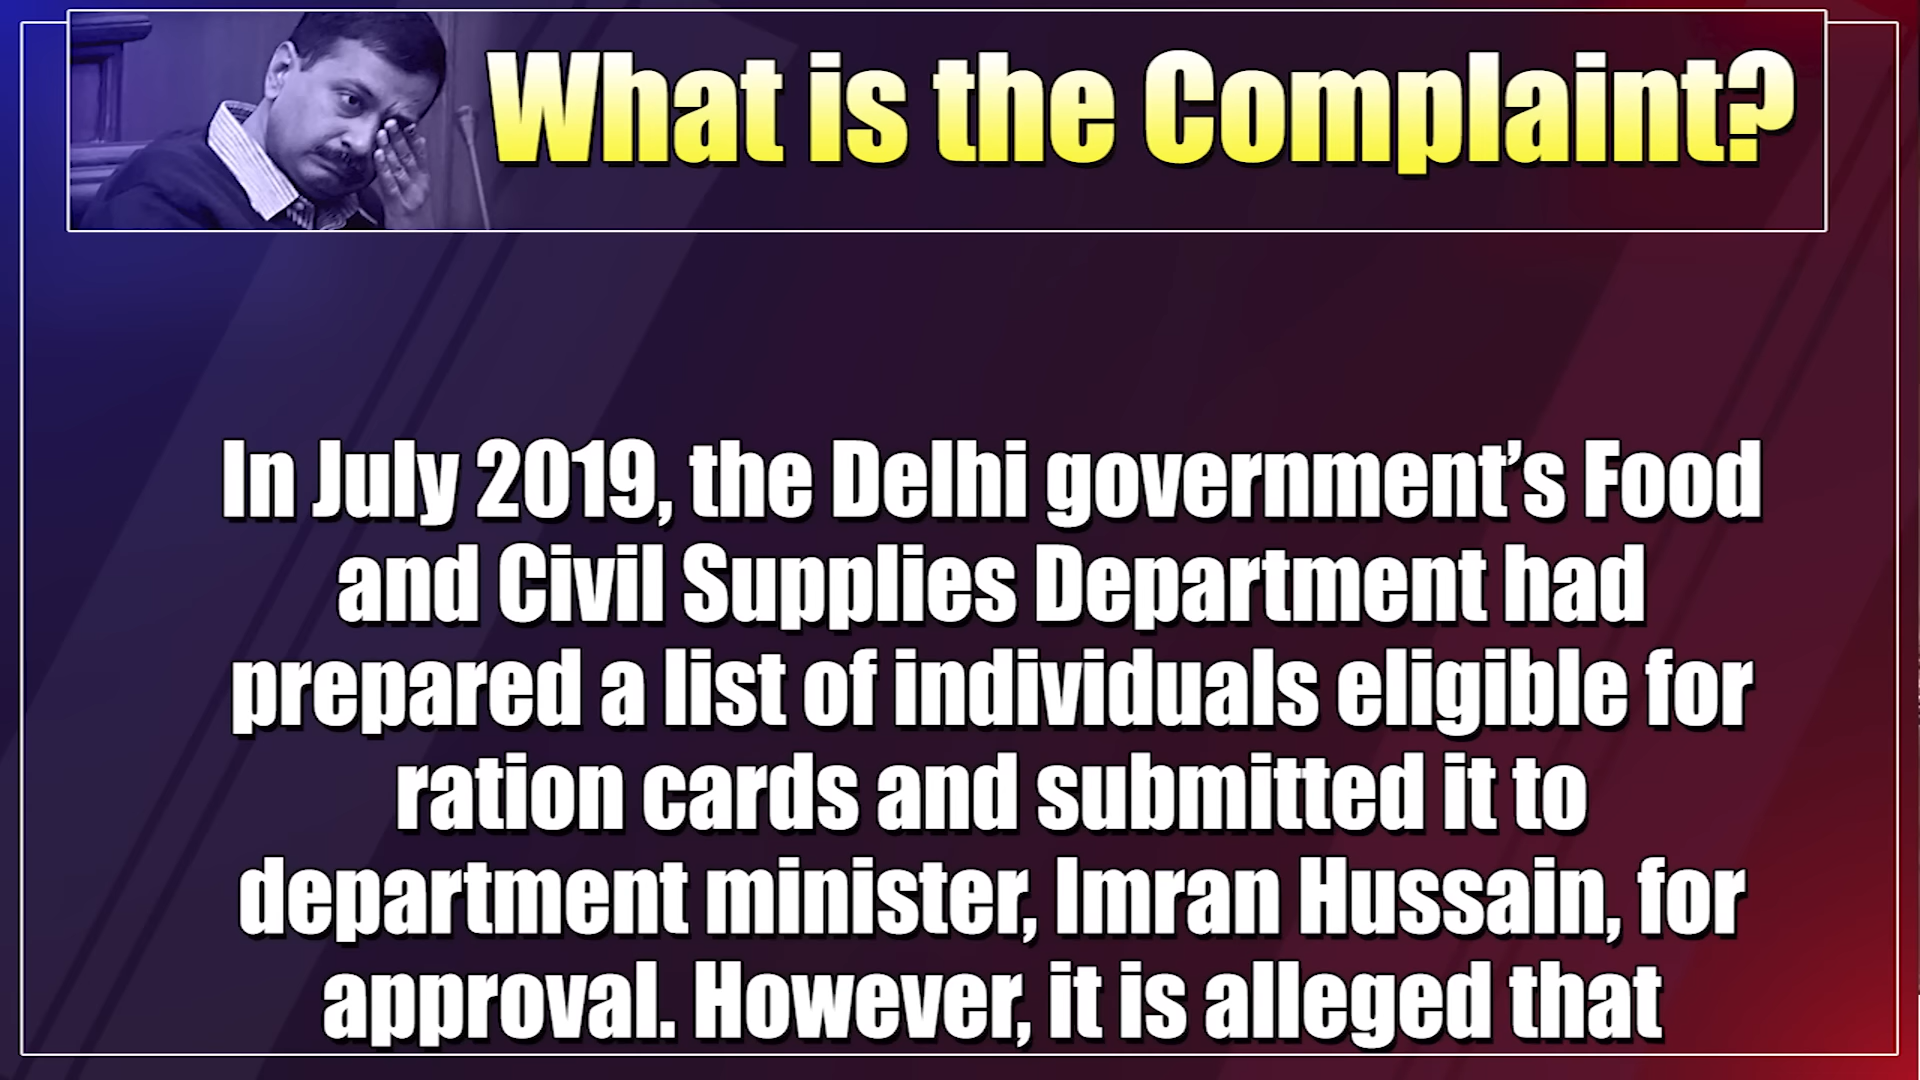 What is the Complaint?
In July 2019, the Delhi government’s Food
and Civil Supplies Department had
prepared a list of individuals eligible for
ration cards and submitted it to
department minister, Imran Hussain, for
approval. However, it is alleged that